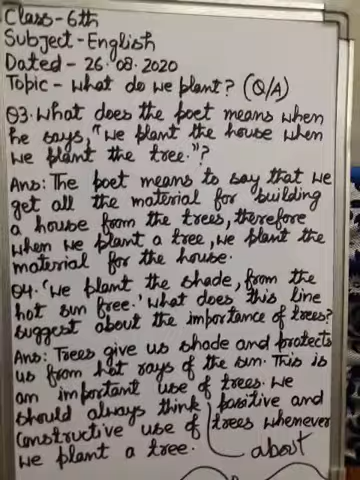 Class-6th
Subject-English
Dated - 26.08.2020
Topic - what do we plant? (Q/A)
Q3. What does the poet means when
he says, "we plant the house when
we plant the tree."?
Ans: The poet means to say that we
get all the material for building
a house from the trees, therefore
when we plant a tree, we plant the
material for the house.
Q4. 'We plant the shade, from the
hot sun free.' What does this line
suggest about the importance of trees?
Ans: Trees give us shade and protects
us from hot rays of the sun. This is
an important use of trees. We
should always think positive and
constructive use of trees whenever
we plant a tree. about